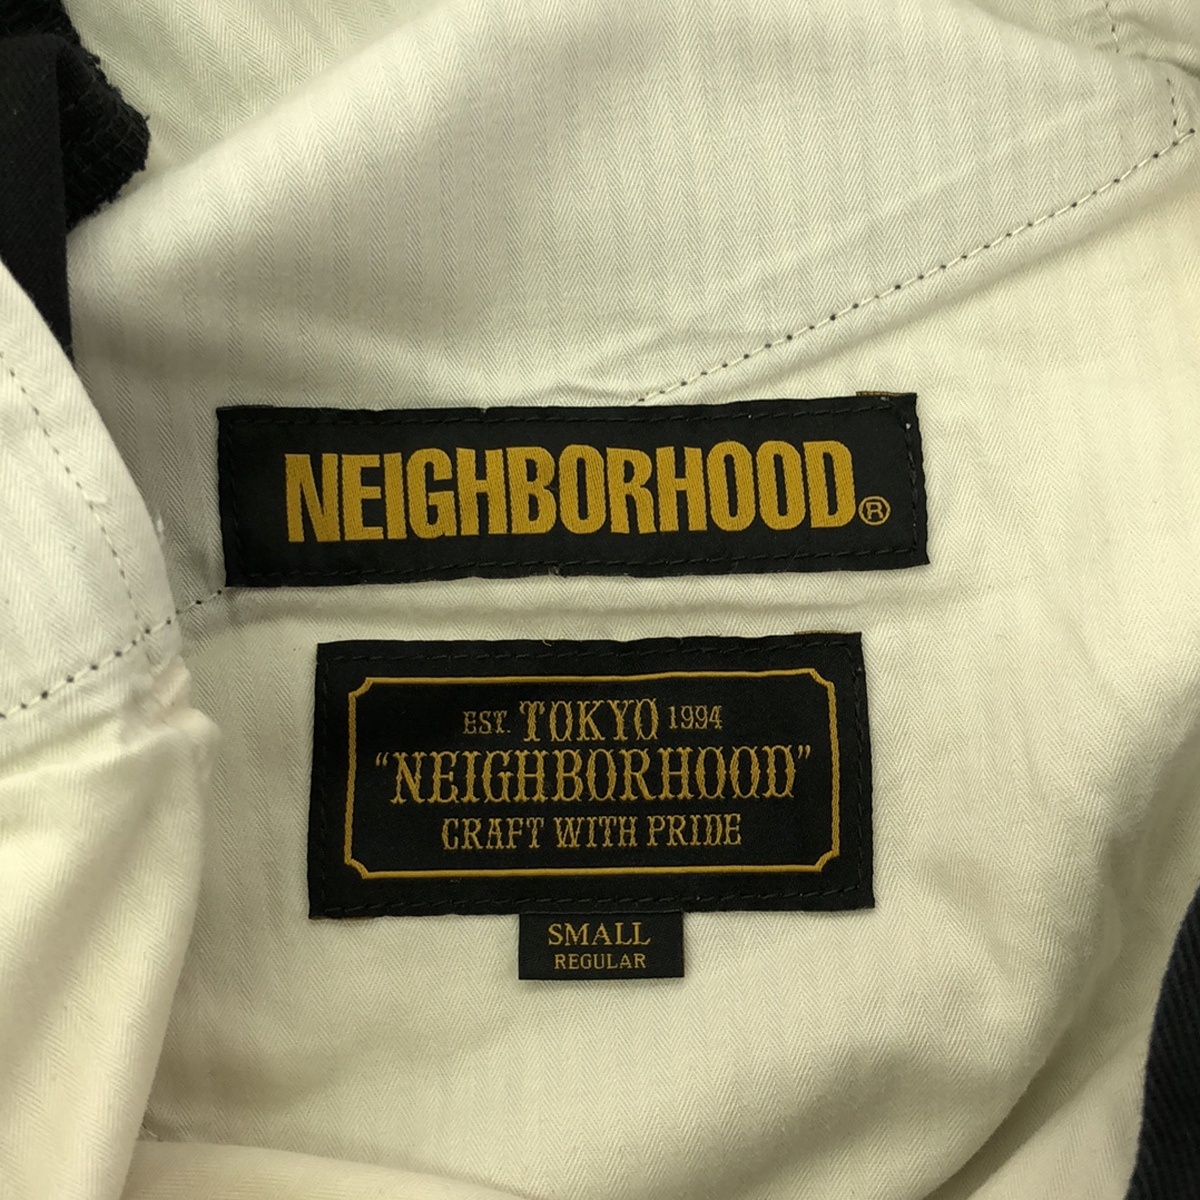 NEIGHBORHOOD®
EST. TOKYO 1994
“NEIGHBORHOOD”
CRAFT WITH PRIDE
SMALL
REGULAR